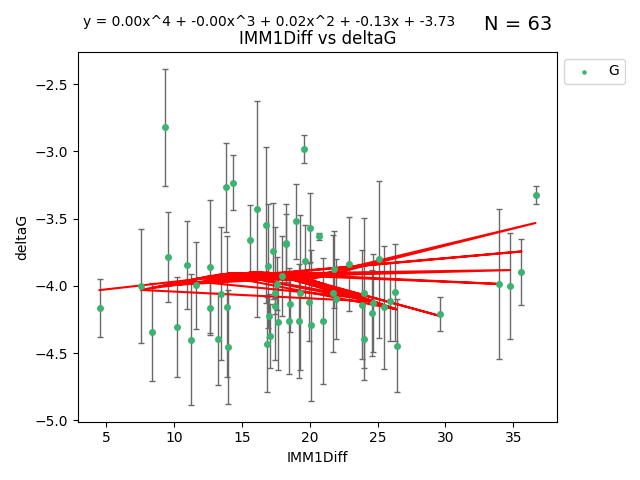 y = 0.00x^4 + -0.00x^3 + 0.02x^2 + -0.13x + -3.73
N = 63
IMM1Diff vs deltaG
G
deltaG
−2.5
−3.0
−3.5
−4.0
−4.5
−5.0
5 10 15 20 25 30 35
IMM1Diff